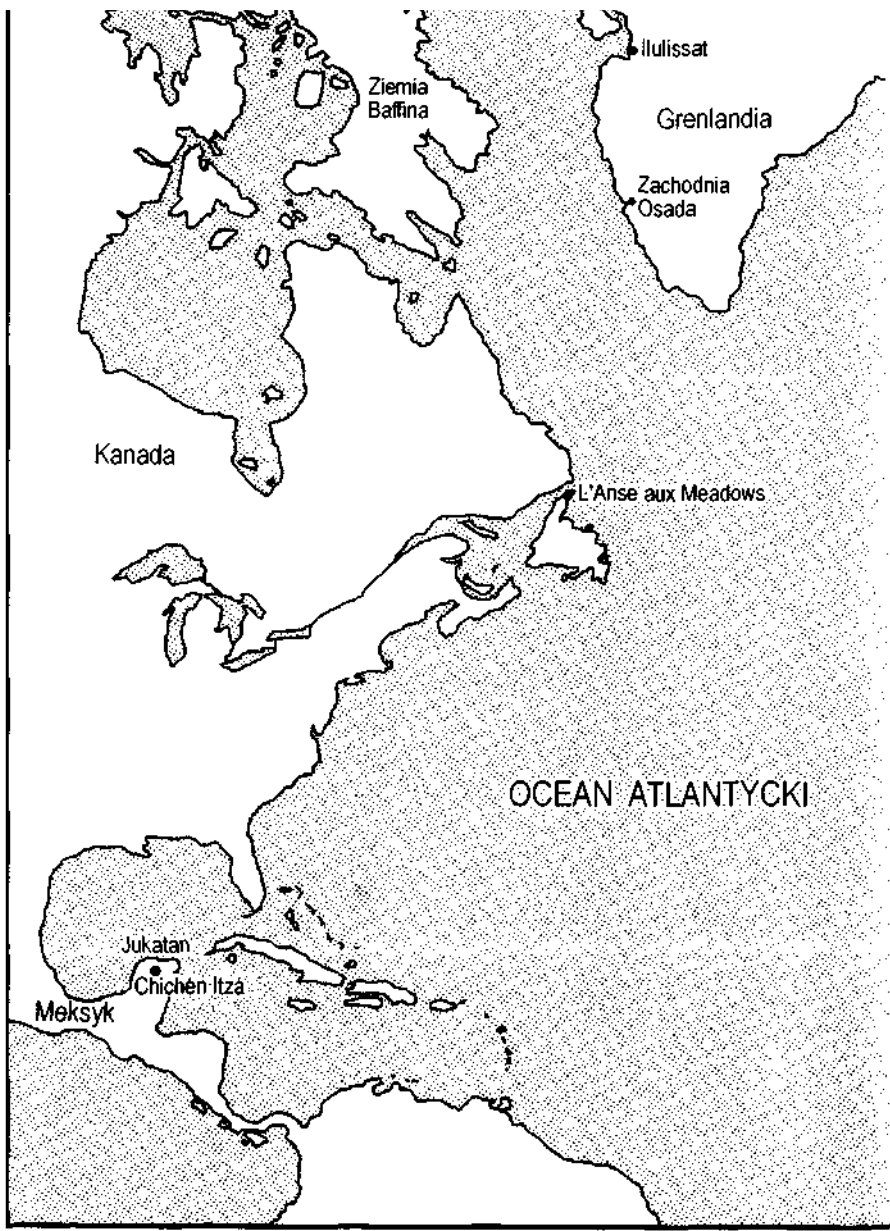 Ilulissat
Ziemia
Baffina
Grenlandia
Zachodnia
Osada
Kanada
L'Anse aux Meadows
OCEAN ATLANTYCKI
Jukatan
Chichén Itzá
Meksyk